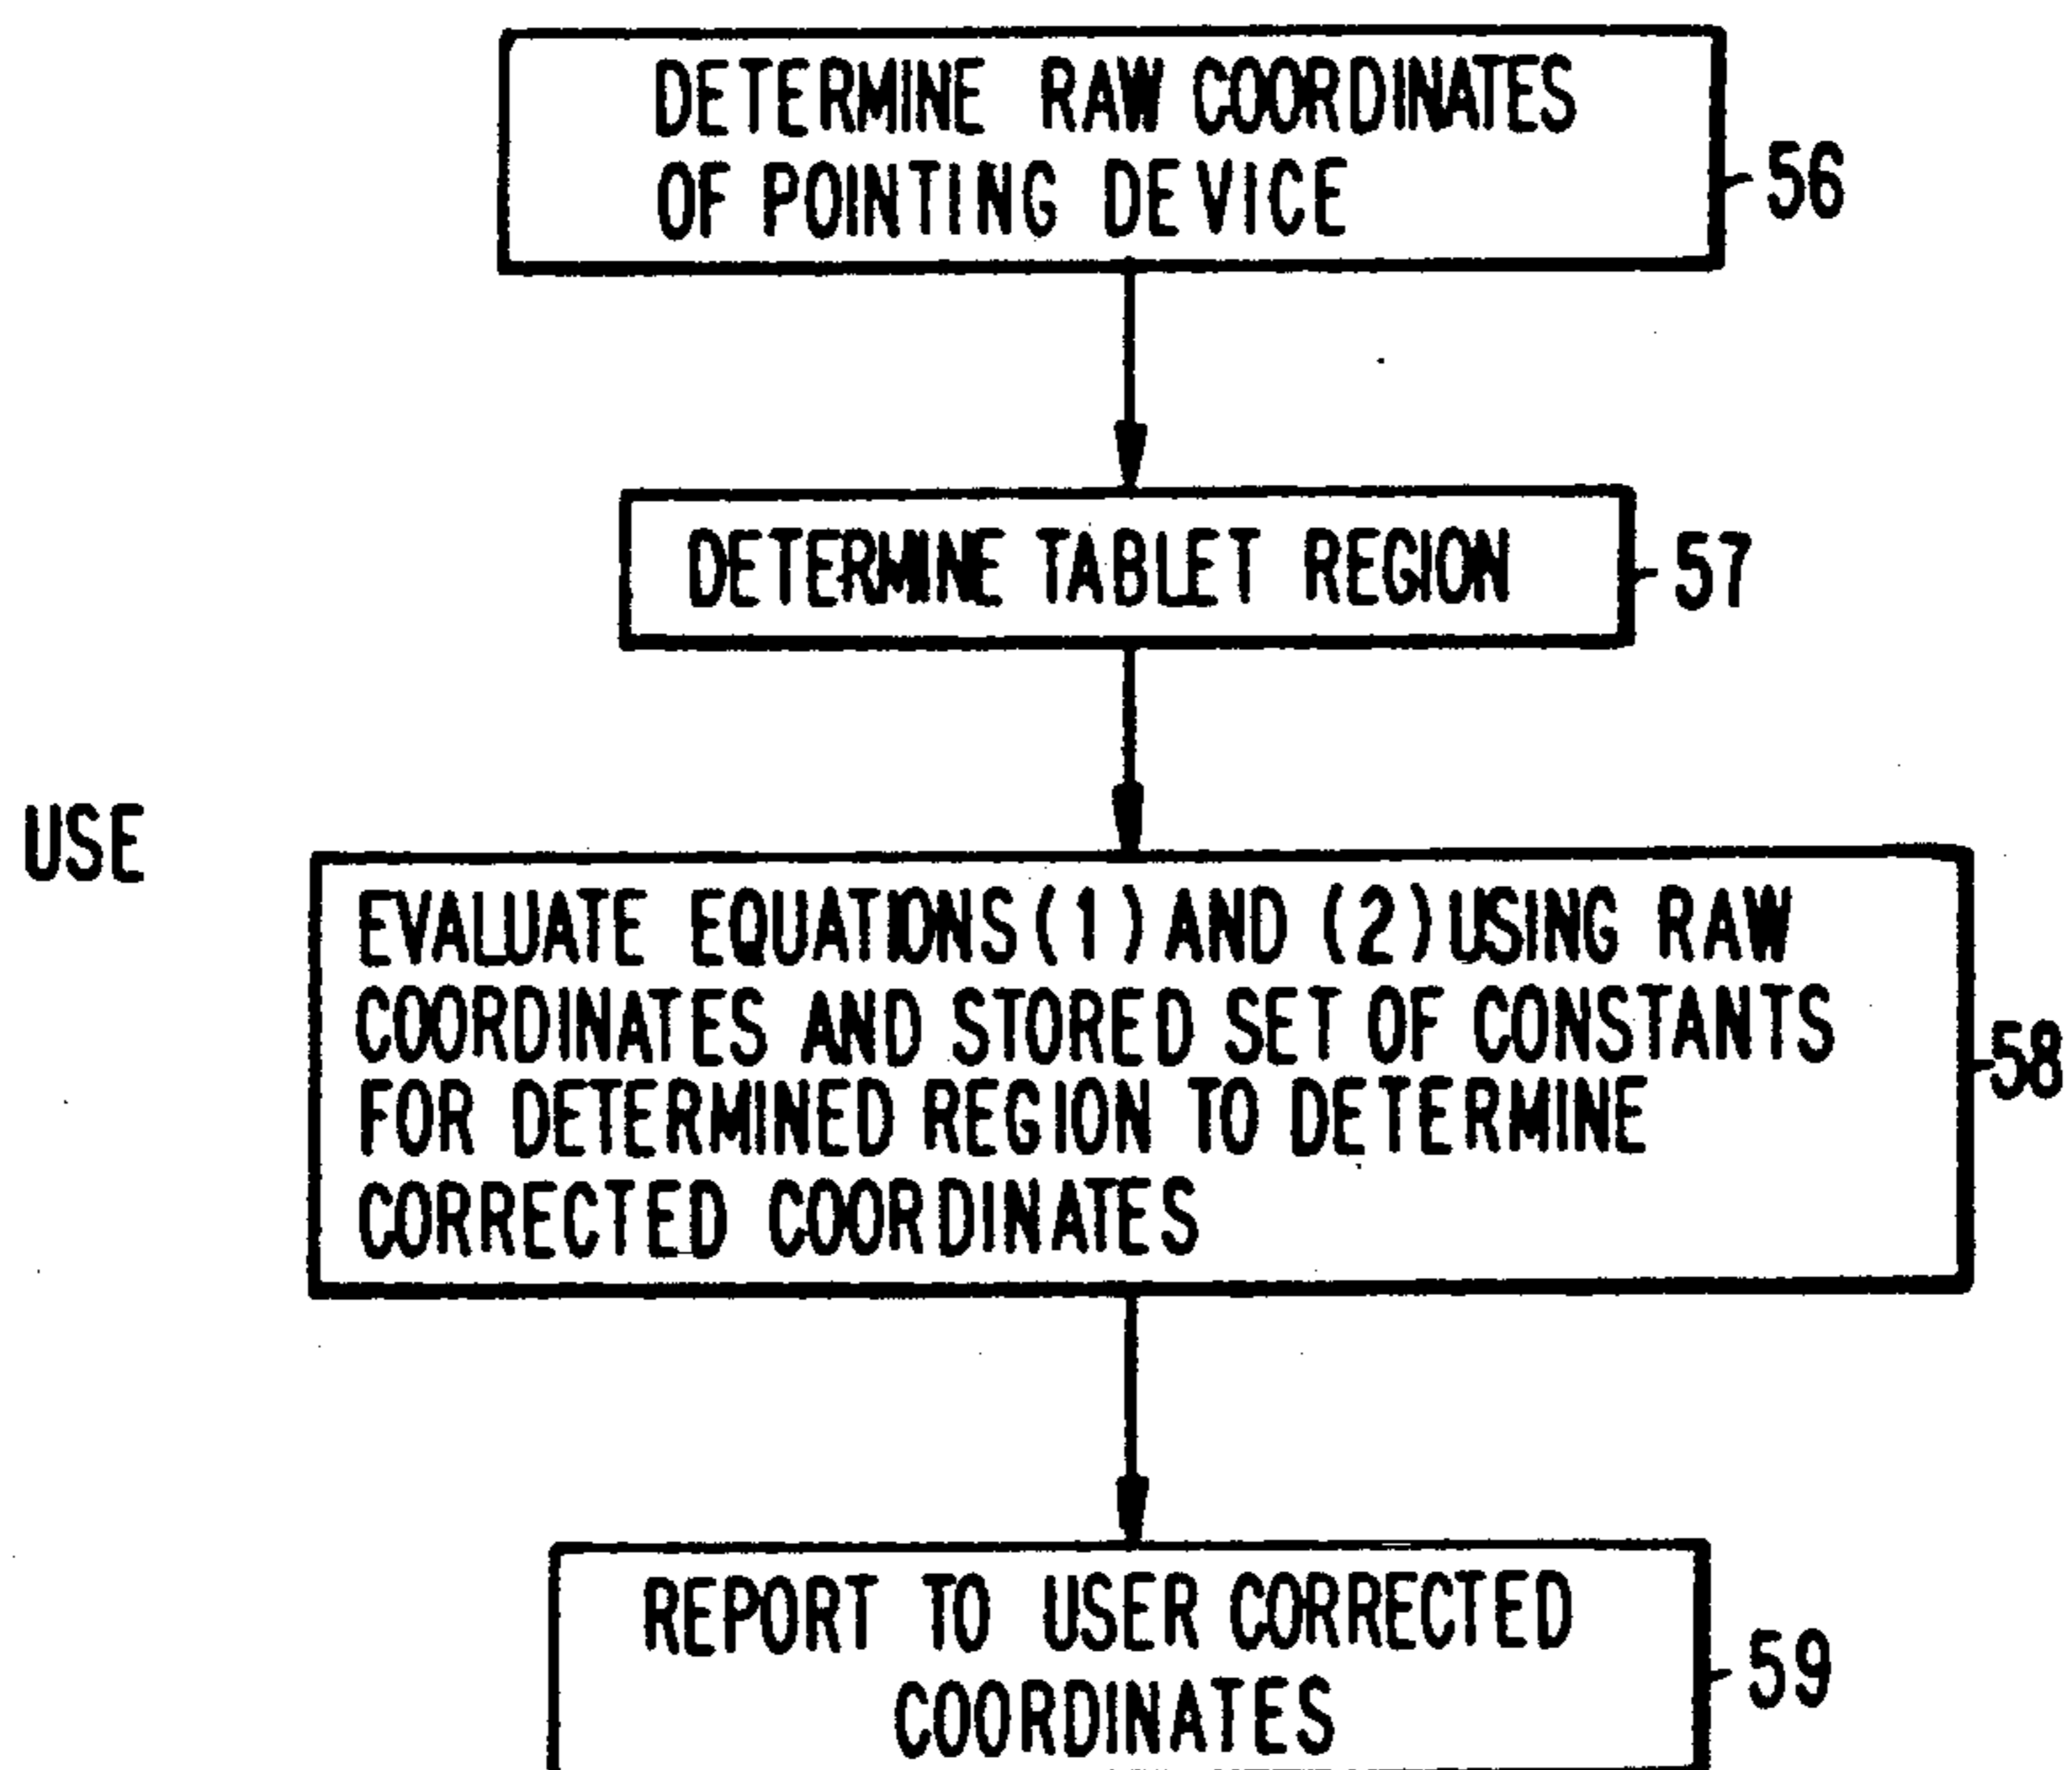 DETERMINE RAW COORDINATES
OF POINTING DEVICE
56
DETERMINE TABLET REGION
57
USE
EVALUATE EQUATIONS (1) AND (2) USING RAW
COORDINATES AND STORED SET OF CONSTANTS
FOR DETERMINED REGION TO DETERMINE
CORRECTED COORDINATES
58
REPORT TO USER CORRECTED
COORDINATES
59